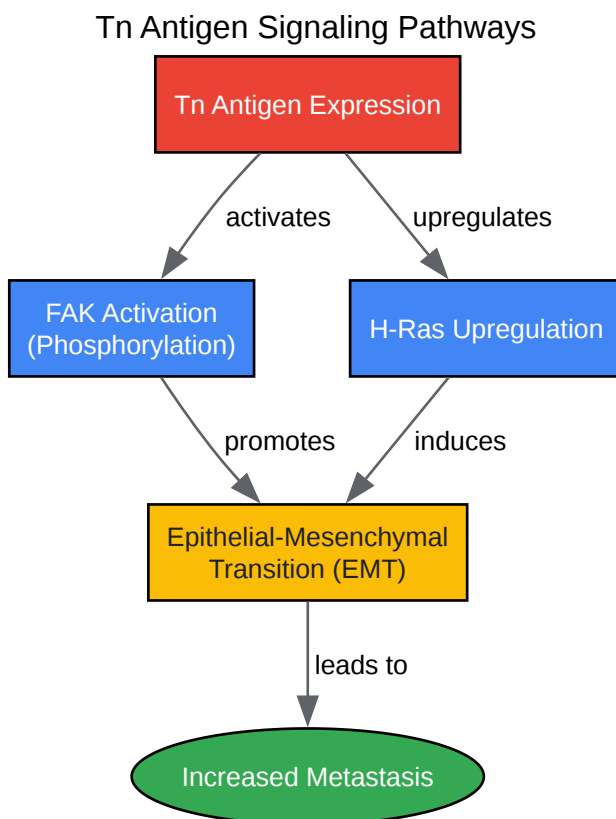 Tn Antigen Signaling Pathways
Tn Antigen Expression
activates
upregulates
FAK Activation
(Phosphorylation)
H-Ras Upregulation
promotes
induces
Epithelial-Mesenchymal
Transition (EMT)
leads to
Increased Metastasis